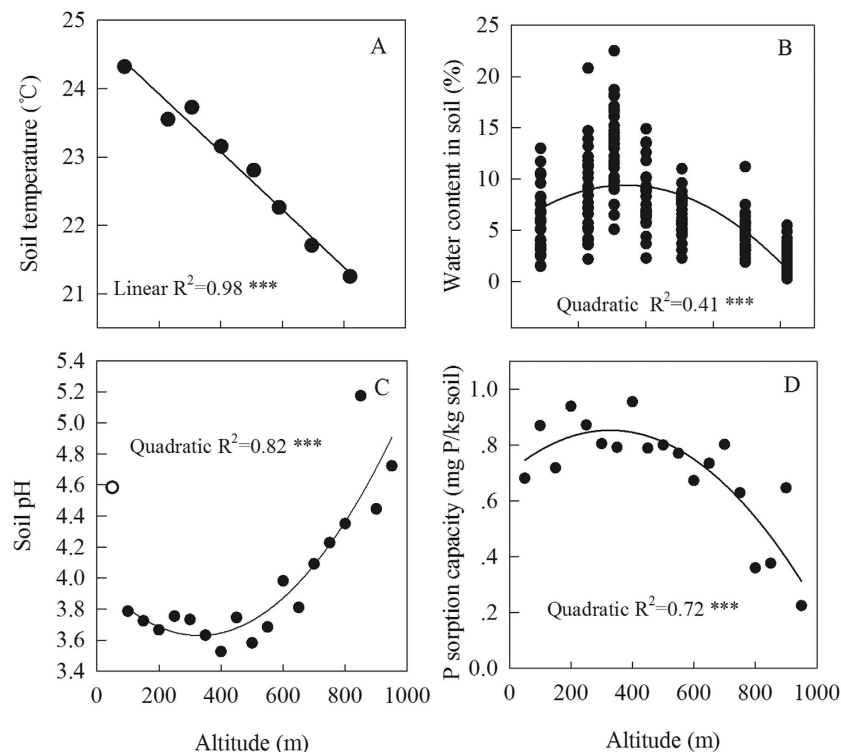 25
24
23
22
21
Soil temperature (℃)
A
Linear R²=0.98 ***
25
20
15
10
5
0
Water content in soil (%)
B
Quadratic R²=0.41 ***
5.4
5.2
5.0
4.8
4.6
4.4
4.2
4.0
3.8
3.6
3.4
Soil pH
C
Quadratic R²=0.82 ***
0 200 400 600 800 1000
Altitude (m)
1.0
.8
.6
.4
.2
0.0
P sorption capacity (mg P/kg soil)
D
Quadratic R²=0.72 ***
0 200 400 600 800 1000
Altitude (m)